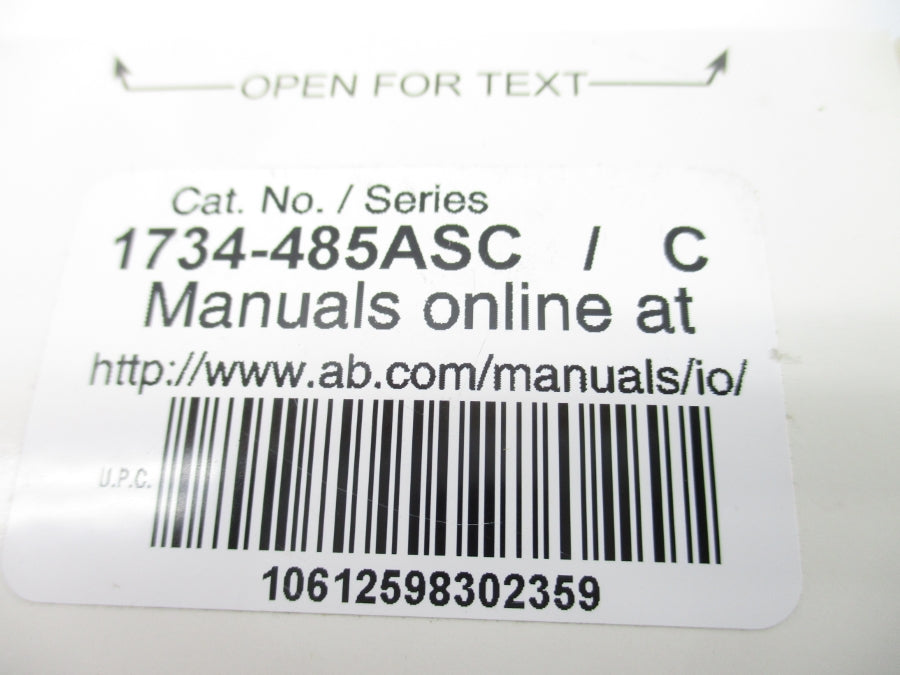 OPEN FOR TEXT
Cat. No. / Series
1734-485ASC / C
Manuals online at
http://www.ab.com/manuals/io/
U.P.C.
10612598302359